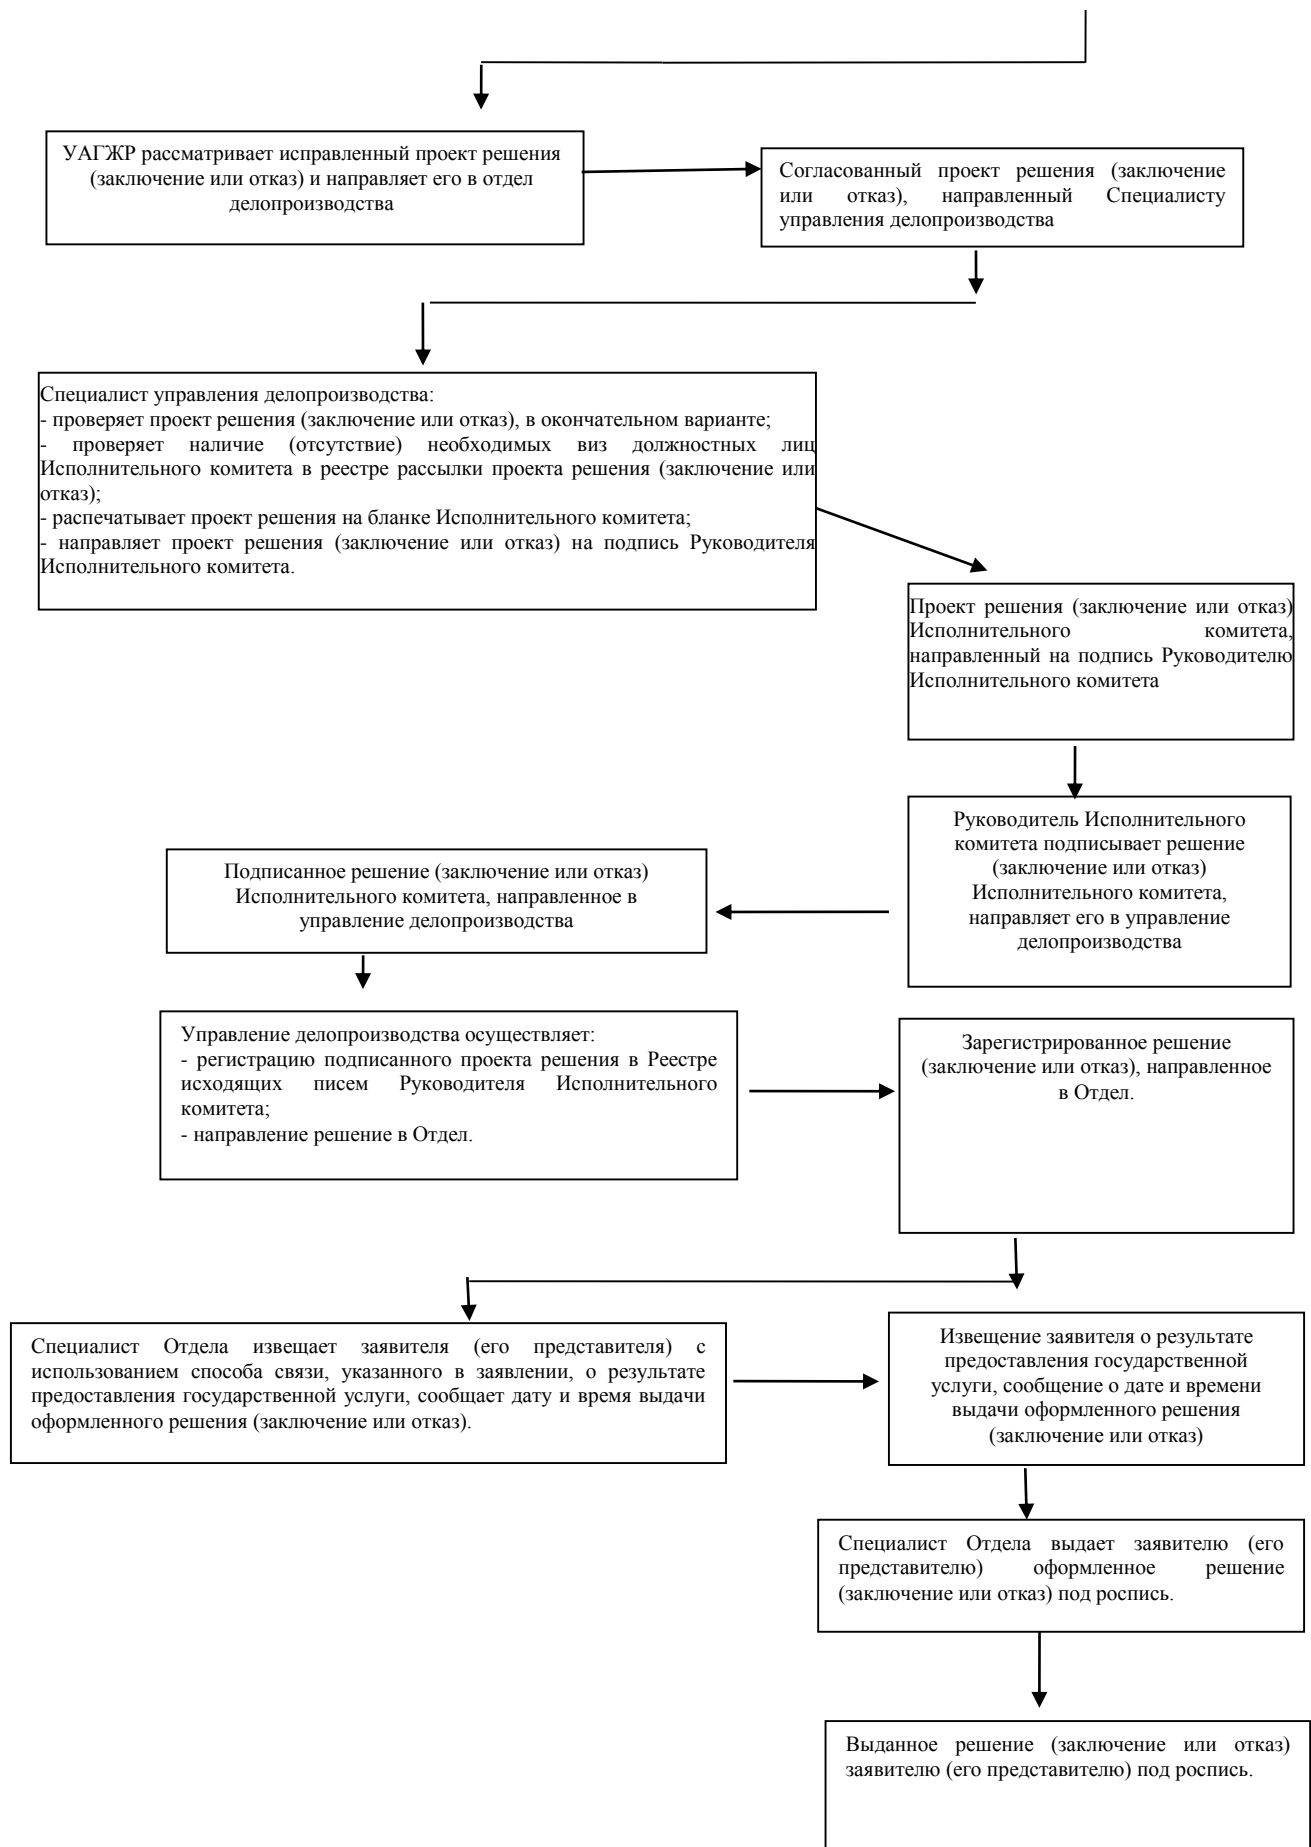 УАГЖР рассматривает исправленный проект решения
(заключение или отказ) и направляет его в отдел
делопроизводства
Согласованный проект решения (заключение
или отказ), направленный Специалисту
управления делопроизводства
Специалист управления делопроизводства:
- проверяет проект решения (заключение или отказ), в окончательном варианте;
- проверяет наличие (отсутствие) необходимых виз должностных лиц
Исполнительного комитета в реестре рассылки проекта решения (заключение или
отказ);
- распечатывает проект решения на бланке Исполнительного комитета;
- направляет проект решения (заключение или отказ) на подпись Руководителя
Исполнительного комитета.
Проект решения (заключение или отказ)
Исполнительного комитета,
направленный на подпись Руководителю
Исполнительного комитета
Руководитель Исполнительного
комитета подписывает решение
(заключение или отказ)
Исполнительного комитета,
направляет его в управление
делопроизводства
Подписанное решение (заключение или отказ)
Исполнительного комитета, направленное в
управление делопроизводства
Управление делопроизводства осуществляет:
- регистрацию подписанного проекта решения в Реестре
исходящих писем Руководителя Исполнительного
комитета;
- направление решение в Отдел.
Зарегистрированное решение
(заключение или отказ), направленное
в Отдел.
Специалист Отдела извещает заявителя (его представителя) с
использованием способа связи, указанного в заявлении, о результате
предоставления государственной услуги, сообщает дату и время выдачи
оформленного решения (заключение или отказ).
Извещение заявителя о результате
предоставления государственной
услуги, сообщение о дате и времени
выдачи оформленного решения
(заключение или отказ)
Специалист Отдела выдает заявителю (его
представителю) оформленное решение
(заключение или отказ) под роспись.
Выданное решение (заключение или отказ)
заявителю (его представителю) под роспись.